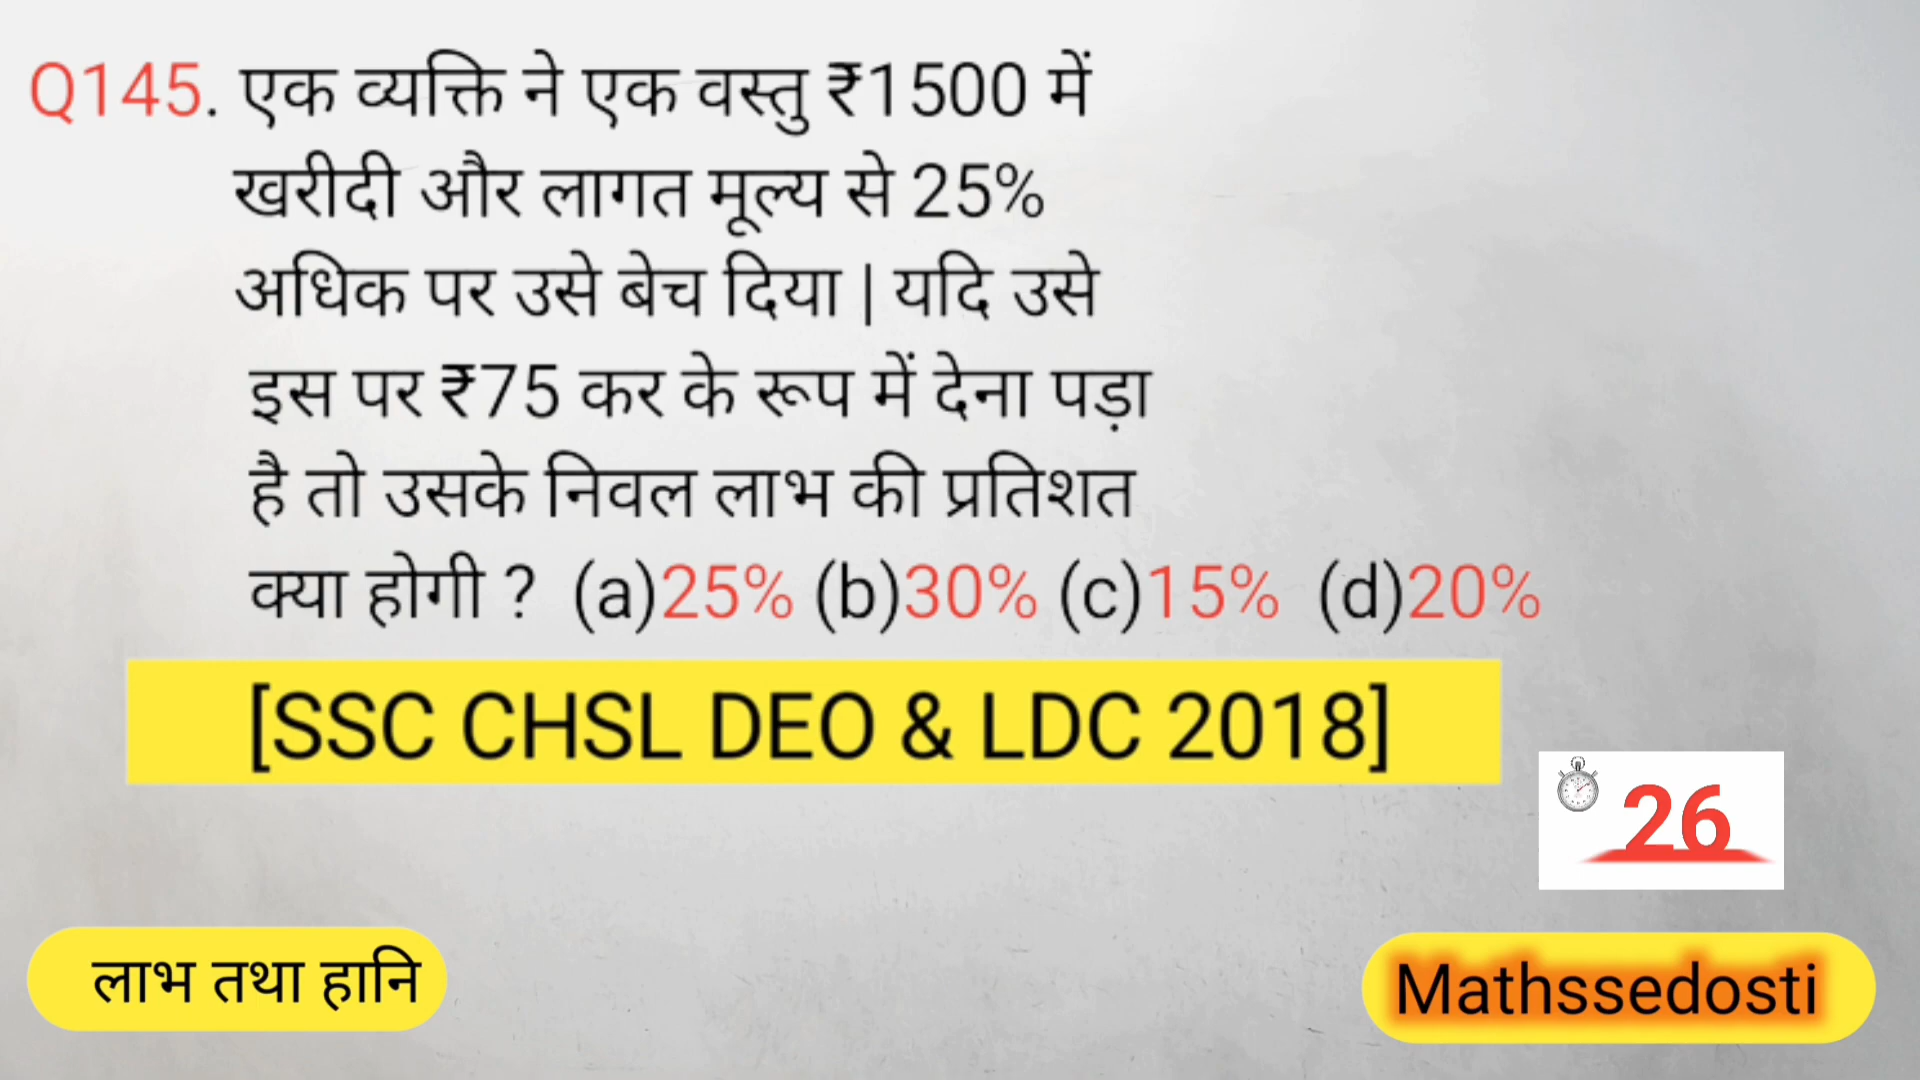 Q145. एक व्यक्ति ने एक वस्तु ₹1500 में
खरीदी और लागत मूल्य से 25%
अधिक पर उसे बेच दिया | यदि उसे
इस पर ₹75 कर के रूप में देना पड़ा
है तो उसके निवल लाभ की प्रतिशत
क्या होगी ? (a)25% (b)30% (c)15% (d)20%
[SSC CHSL DEO & LDC 2018]
26
लाभ तथा हानि
Mathssedosti